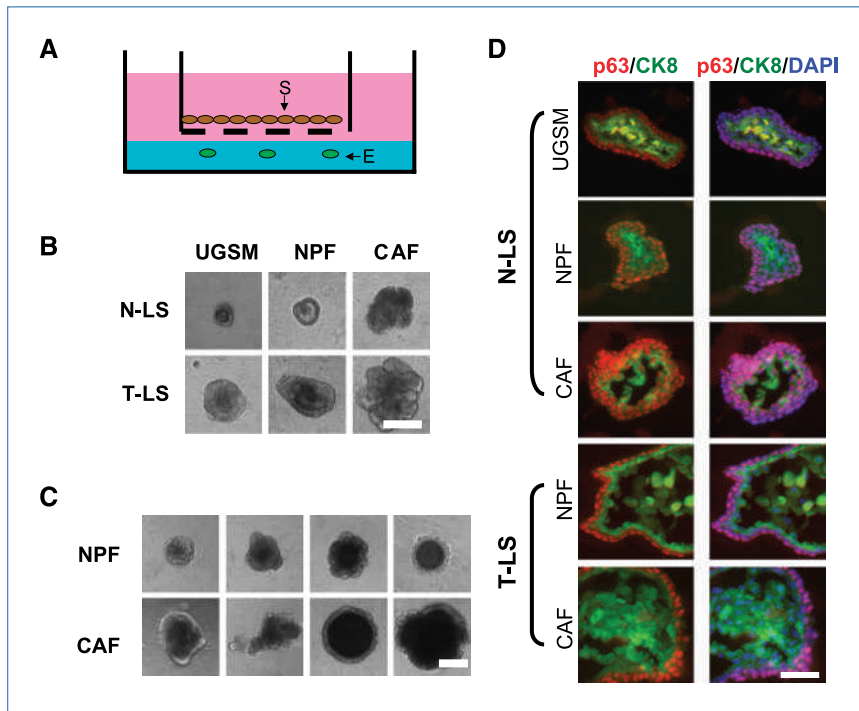 A
S
E
B
UGSM NPF CAF
N-LS
T-LS
C
NPF
CAF
D
p63/CK8 p63/CK8/DAPI
N-LS
UGSM
NPF
CAF
T-LS
NPF
CAF